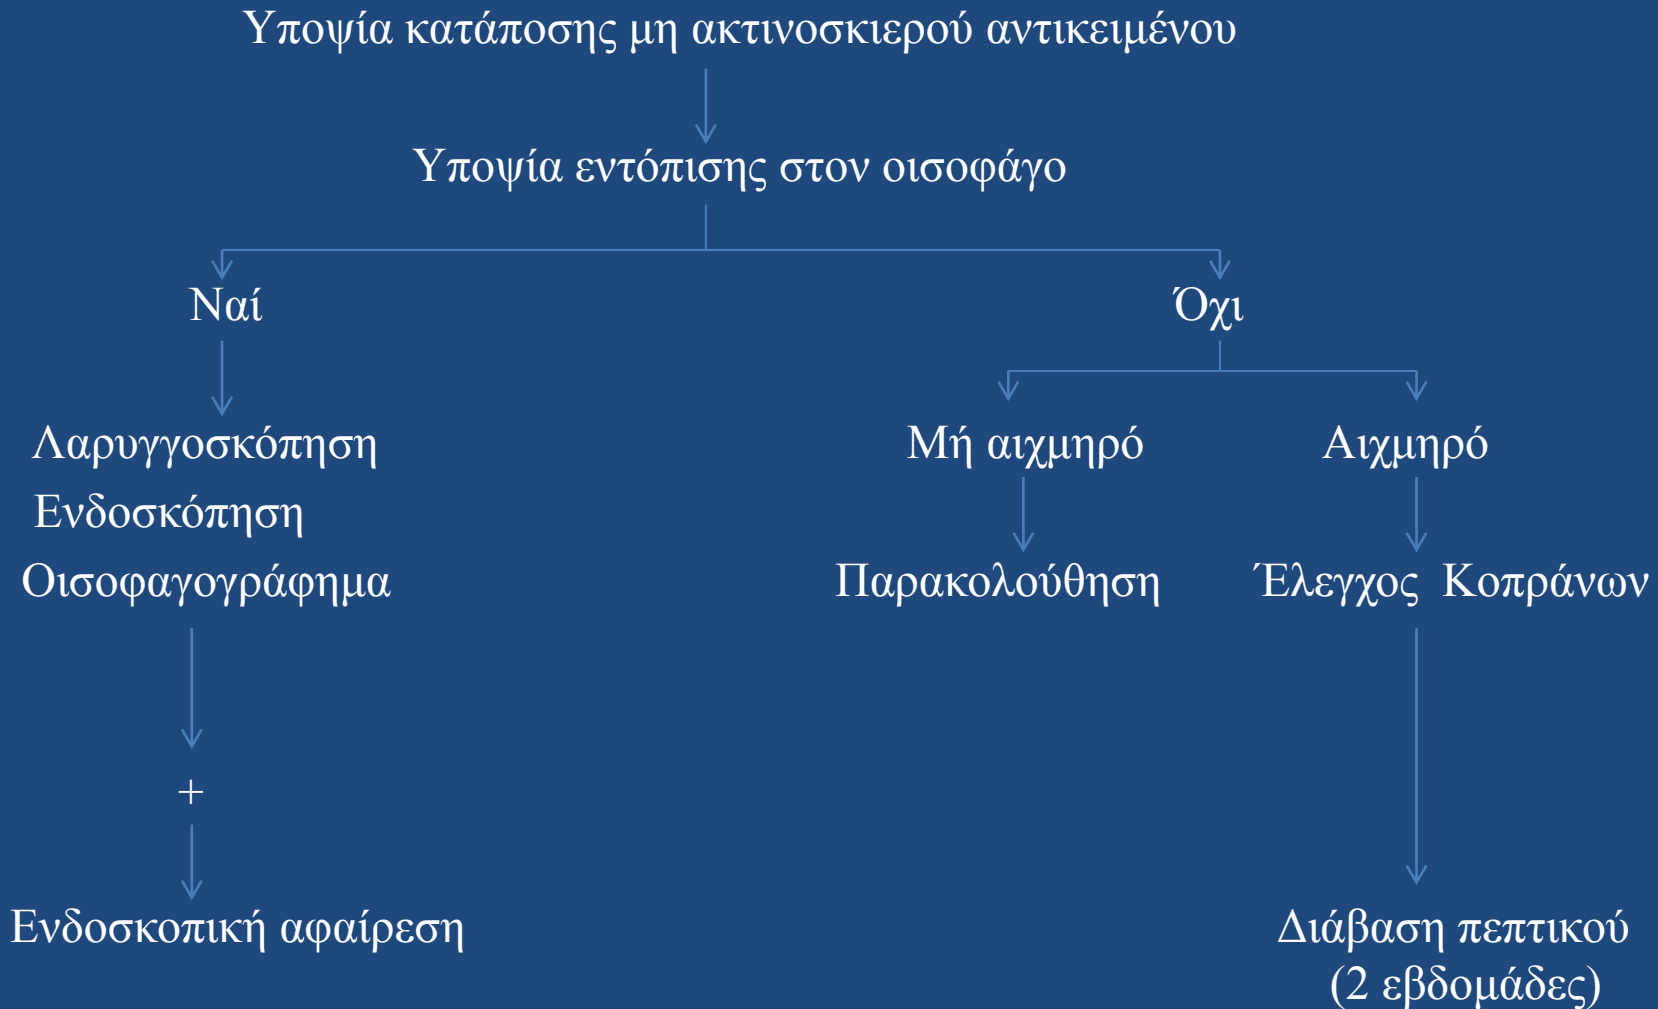 Υποψία κατάποσης μη ακτινοσκιερού αντικειμένου
Υποψία εντόπισης στον οισοφάγο
Ναί
Όχι
Λαρυγγοσκόπηση
Μή αιχμηρό
Αιχμηρό
Ενδοσκόπηση
Οισοφαγογράφημα
Παρακολούθηση
Έλεγχος Κοπράνων
+
Ενδοσκοπική αφαίρεση
Διάβαση πεπτικού
(2 εβδομάδες)